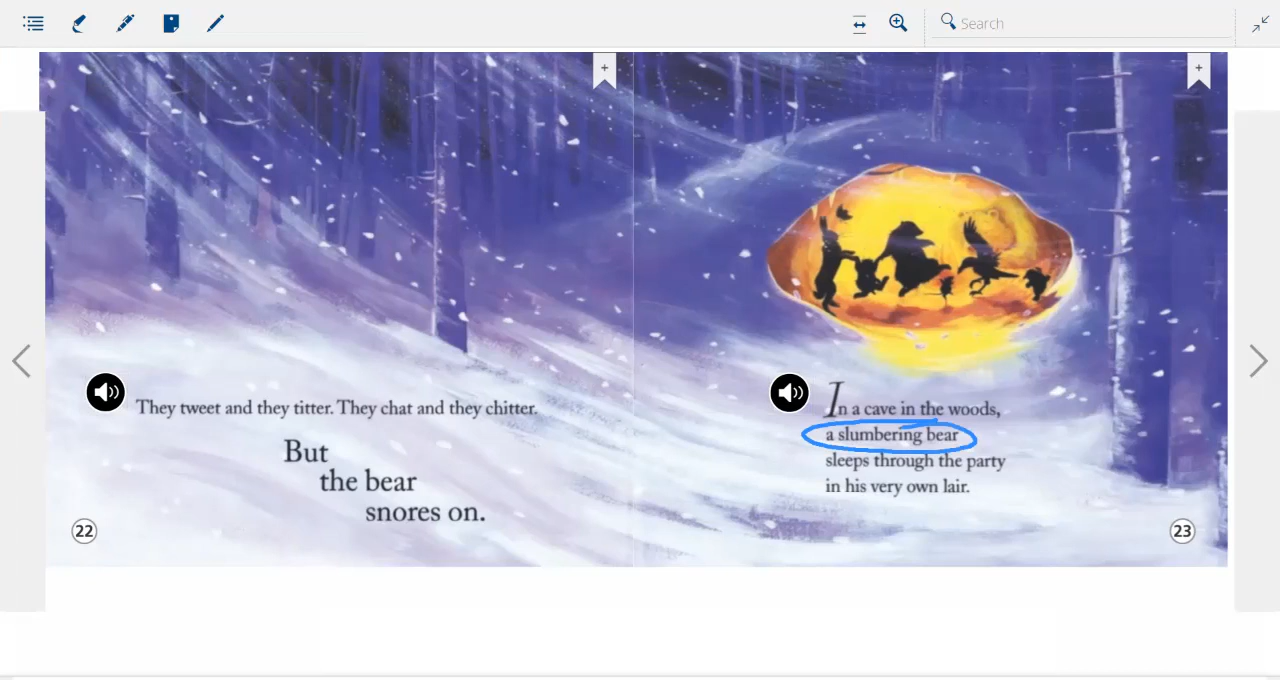 Search
+
+
They tweet and they titter. They chat and they chitter.
But
the bear
snores on.
22
In a cave in the woods,
a slumbering bear
sleeps through the party
in his very own lair.
23